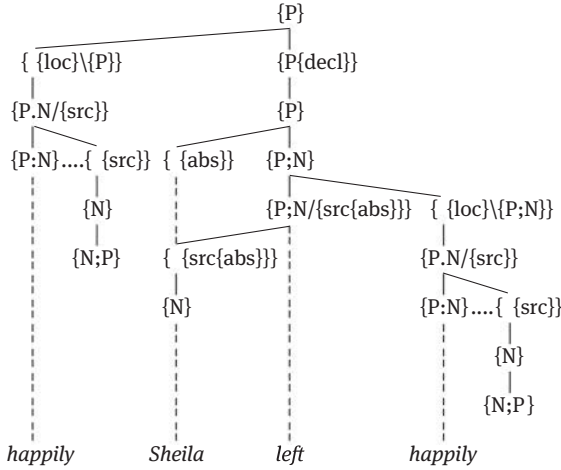 {P}
{ {loc}\{P}} {P{decl}}
{P.N/{src}} {P}
{P:N}....{ {src}} { {abs}} {P;N}
{N} {P;N/{src{abs}}} { {loc}\{P;N}}
{N;P} { {src{abs}}} {P.N/{src}}
{N} {P:N}....{ {src}}
{N}
{N;P}
happily Sheila left happily